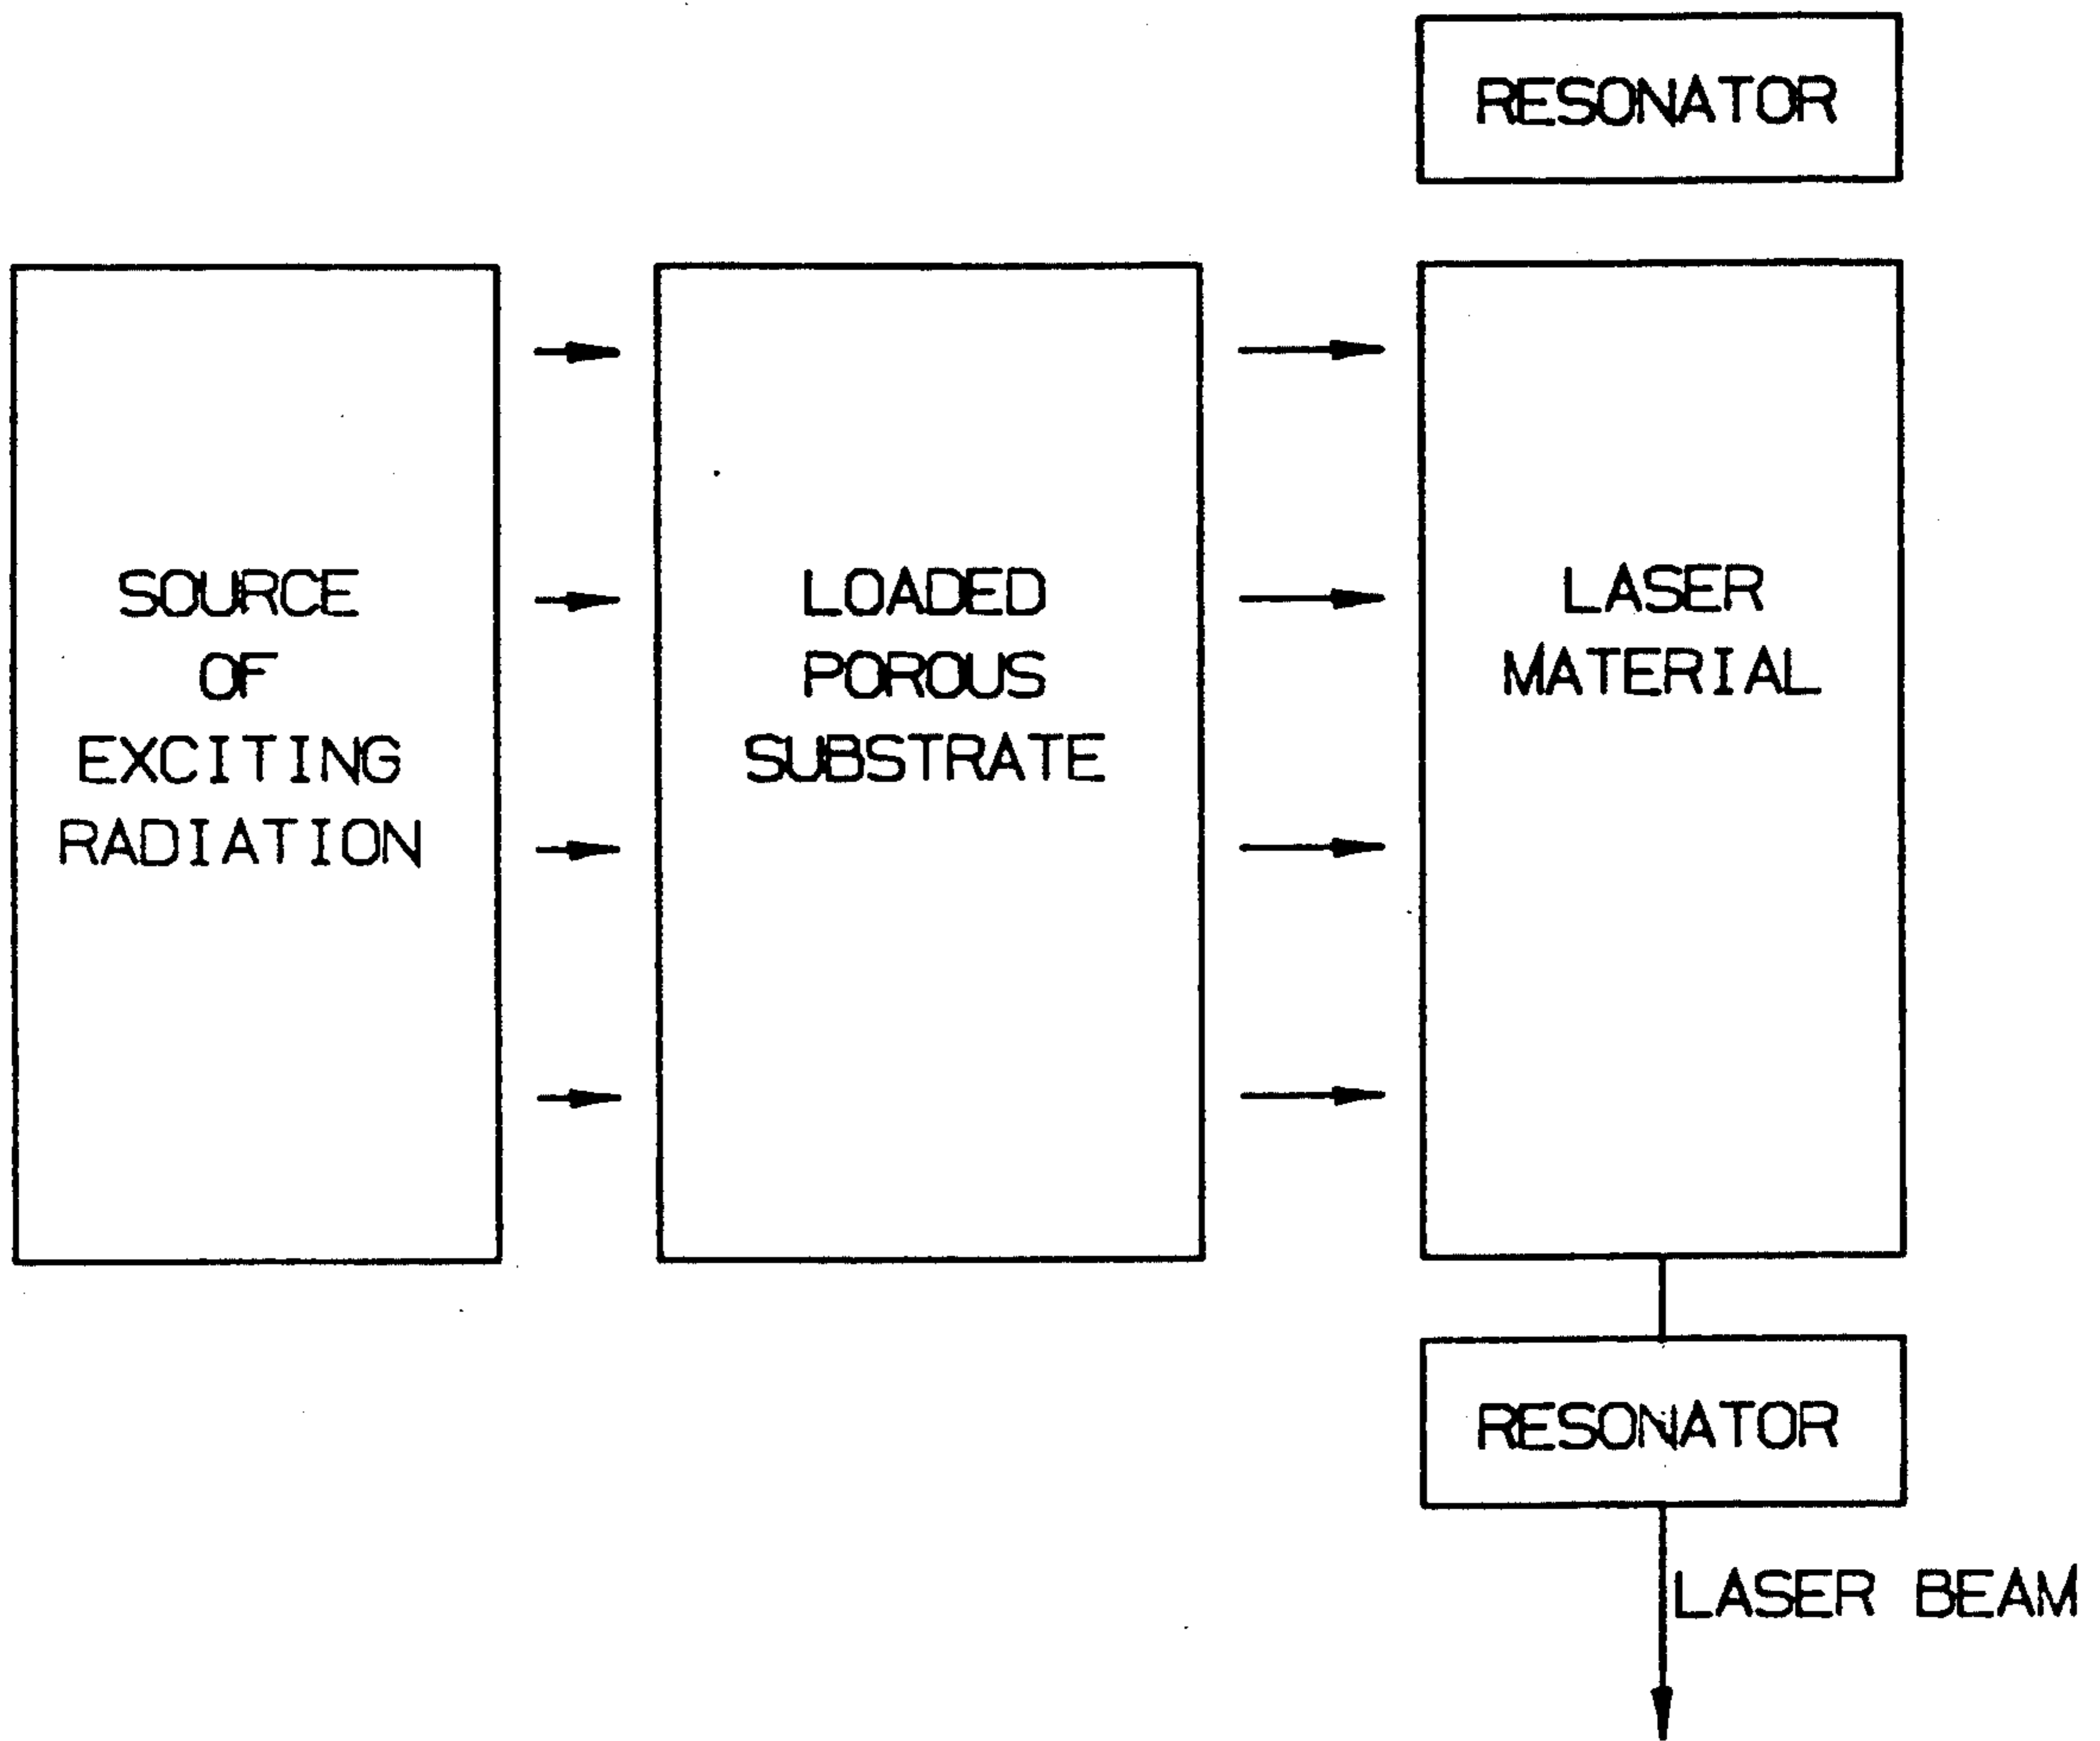 RESONATOR
SOURCE
OF
EXCITING
RADIATION
LOADED
POROUS
SUBSTRATE
LASER
MATERIAL
RESONATOR
LASER BEAM